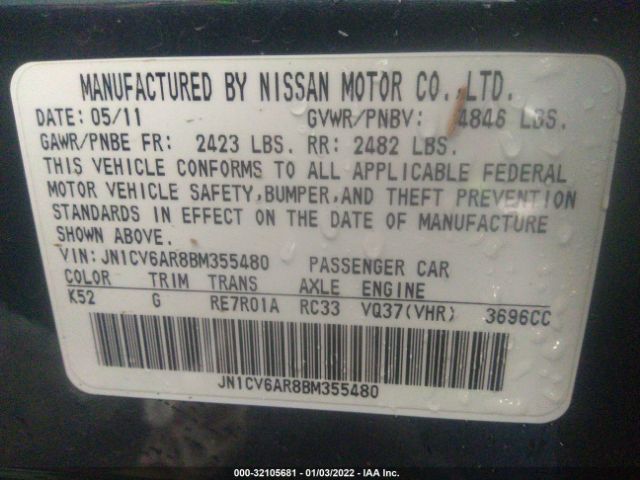 MANUFACTURED BY NISSAN MOTOR CO.,LTD.
DATE: 05/11 GVWR/PNBV: 4846 LBS.
GAWR/PNBE FR: 2423 LBS. RR: 2482 LBS.
THIS VEHICLE CONFORMS TO ALL APPLICABLE FEDERAL
MOTOR VEHICLE SAFETY,BUMPER,AND THEFT PREVENTION
STANDARDS IN EFFECT ON THE DATE OF MANUFACTURE
SHOWN ABOVE.
VIN:JN1CV6AR8BM355480 PASSENGER CAR
COLOR TRIM TRANS AXLE ENGINE
K52 G RE7R01A RC33 VQ37(VHR) 3696CC
JN1CV6AR8BM355480
000-32105681 - 01/03/2022 - IAA Inc.